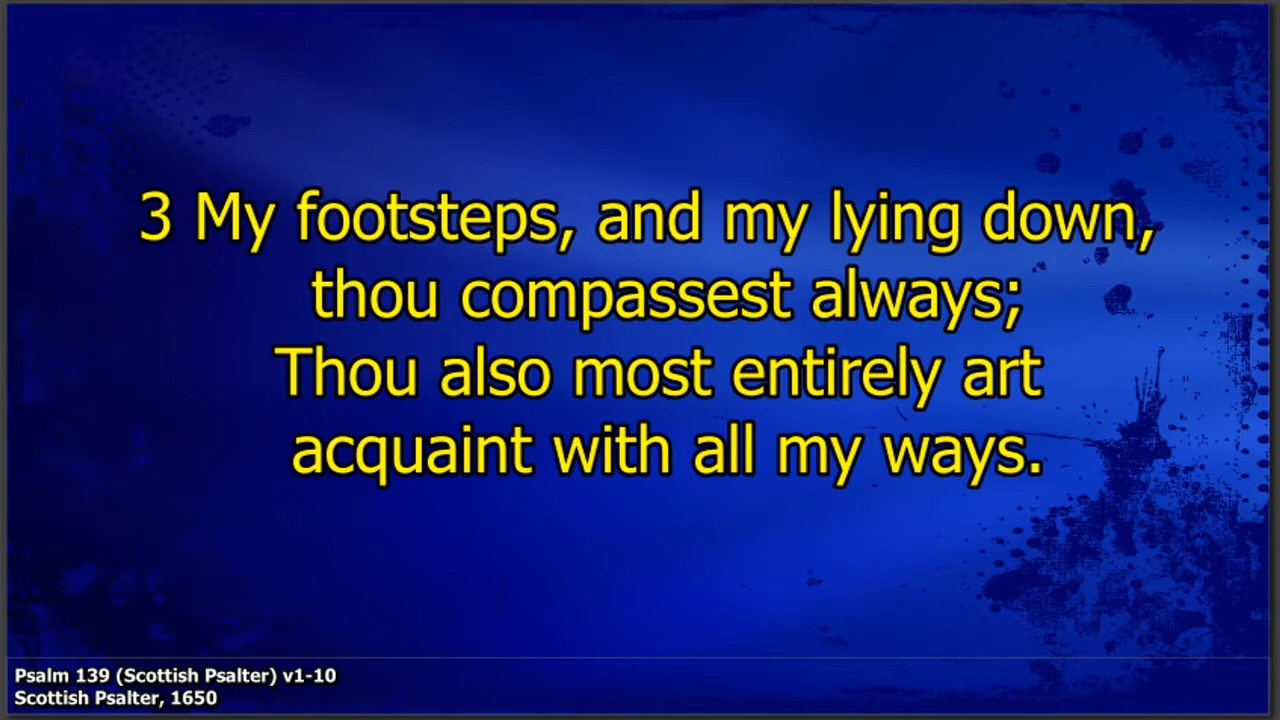 3 My footsteps, and my lying down,
thou compassest always;
Thou also most entirely art
acquaint with all my ways.
Psalm 139 (Scottish Psalter) v1-10
Scottish Psalter, 1650